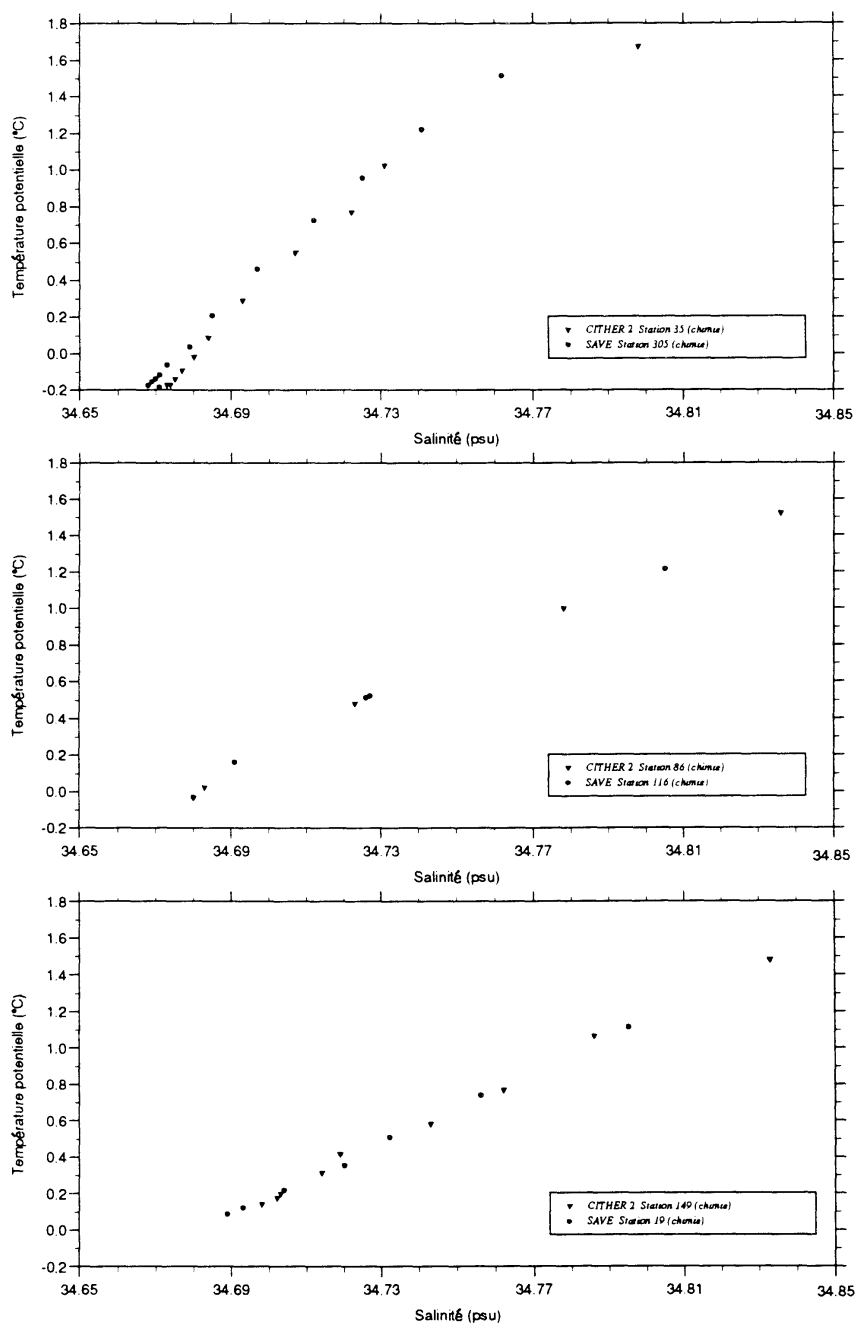 1.8
1.6
1.4
1.2
1.0
0.8
0.6
0.4
0.2
0.0
-0.2
Température potentielle (°C)
34.65 34.69 34.73 34.77 34.81 34.85
Salinité (psu)
CITHER 2 Station 35 (chimie)
SAVE Station 305 (chimie)
1.8
1.6
1.4
1.2
1.0
0.8
0.6
0.4
0.2
0.0
-0.2
Température potentielle (°C)
34.65 34.69 34.73 34.77 34.81 34.85
Salinité (psu)
CITHER 2 Station 86 (chimie)
SAVE Station 116 (chimie)
1.8
1.6
1.4
1.2
1.0
0.8
0.6
0.4
0.2
0.0
-0.2
Température potentielle (°C)
34.65 34.69 34.73 34.77 34.81 34.85
Salinité (psu)
CITHER 2 Station 149 (chimie)
SAVE Station 19 (chimie)